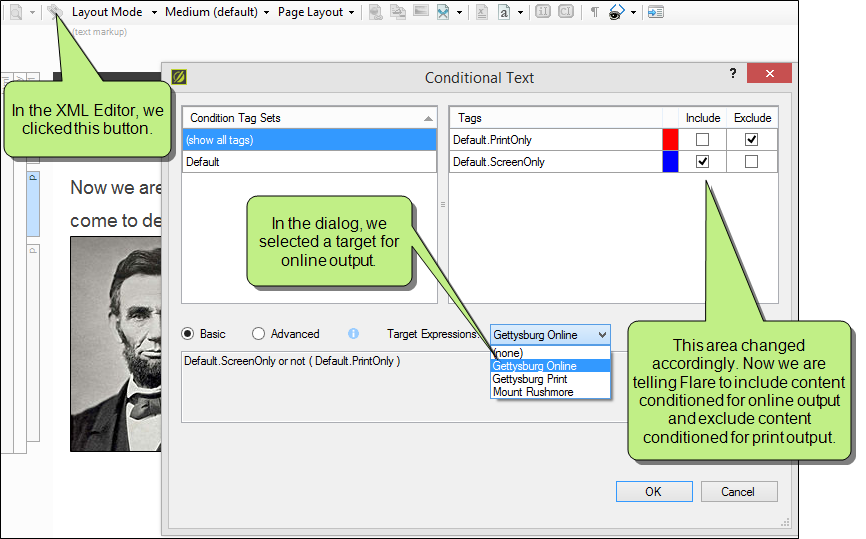 Layout Mode Medium (default) Page Layout
(text markup)
In the XML Editor, we
clicked this button.
Conditional Text
?
Condition Tag Sets
(show all tags)
Default
Tags Include Exclude
Default.PrintOnly
Default.ScreenOnly
p
Now we are
come to de
p
In the dialog, we
selected a target for
online output.
Basic Advanced Target Expressions: Gettysburg Online
(none)
Gettysburg Online
Gettysburg Print
Mount Rushmore
Default.ScreenOnly or not ( Default.PrintOnly )
This area changed
accordingly. Now we are
telling Flare to include content
conditioned for online output
and exclude content
conditioned for print output.
OK Cancel